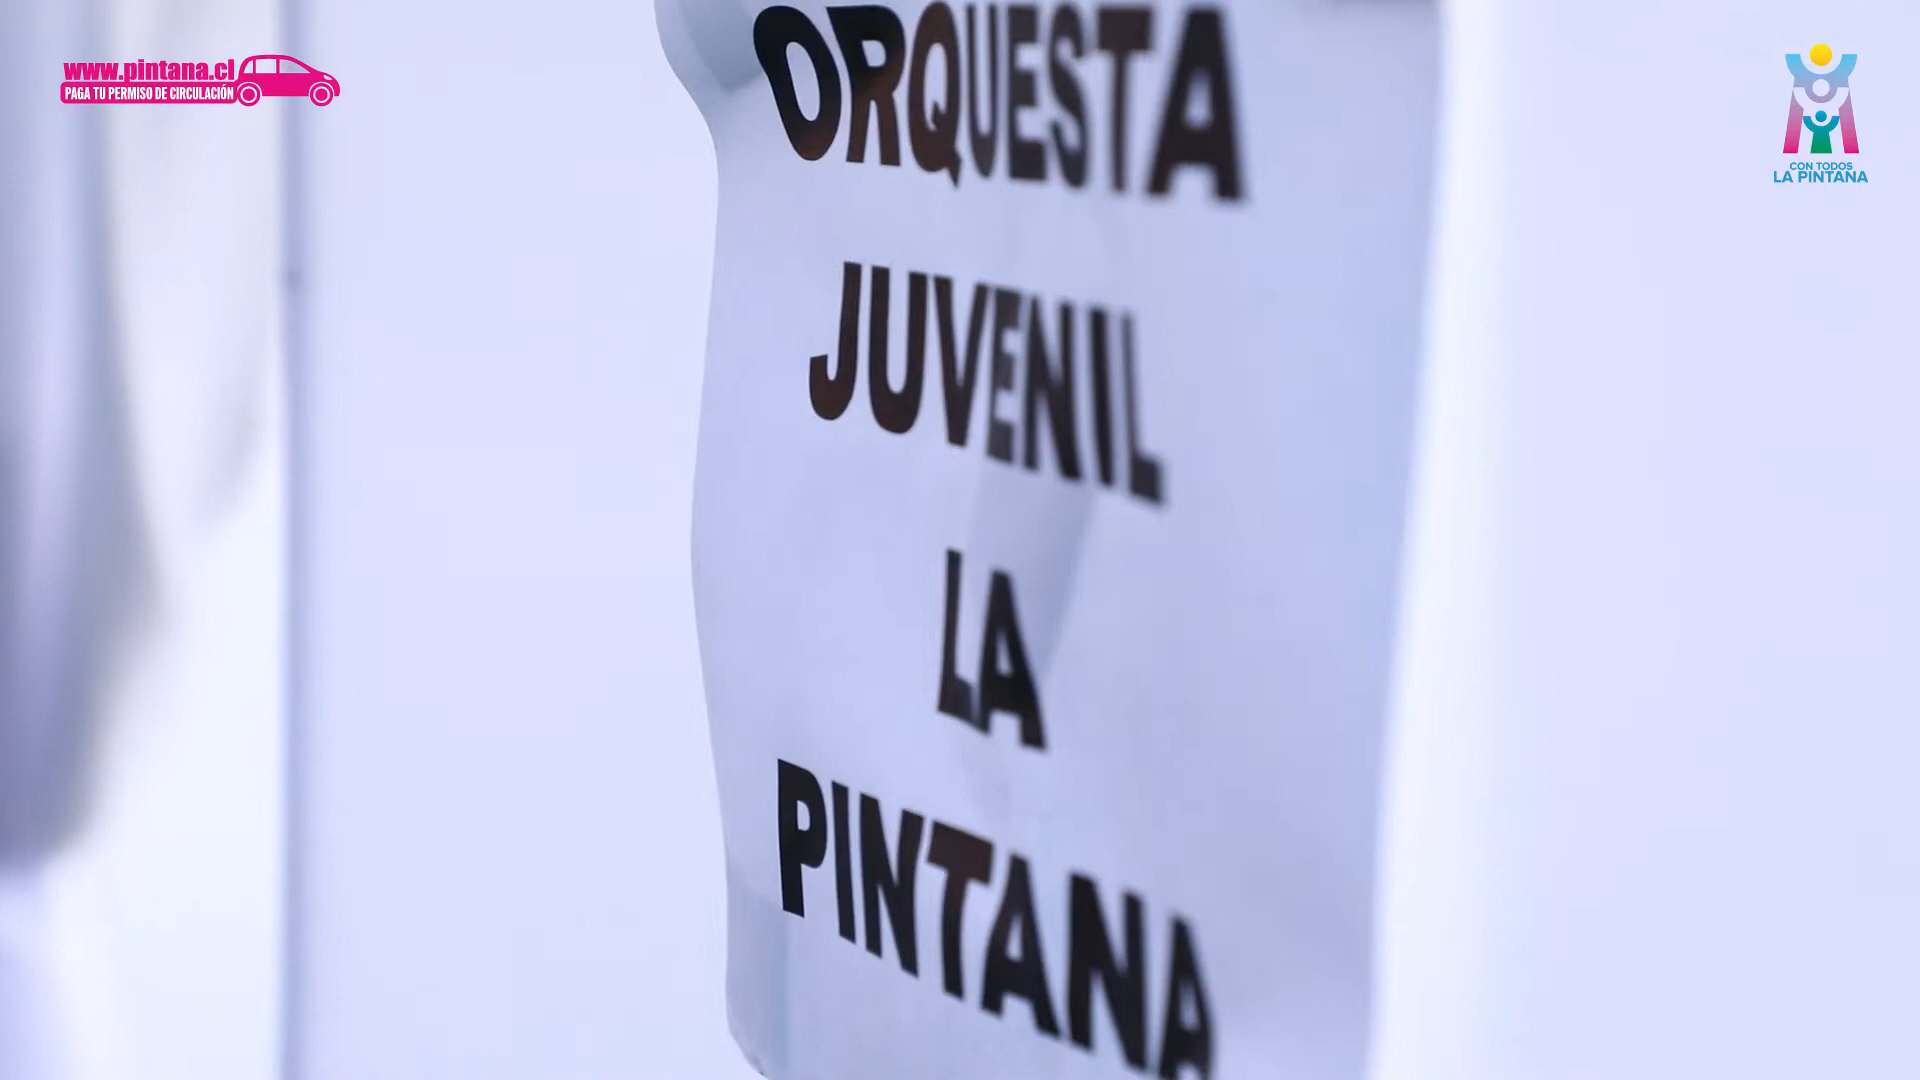 www.pintana.cl
PAGA TU PERMISO DE CIRCULACIÓN
CON TODOS
LA PINTANA
ORQUESTA
JUVENIL
LA
PINTANA